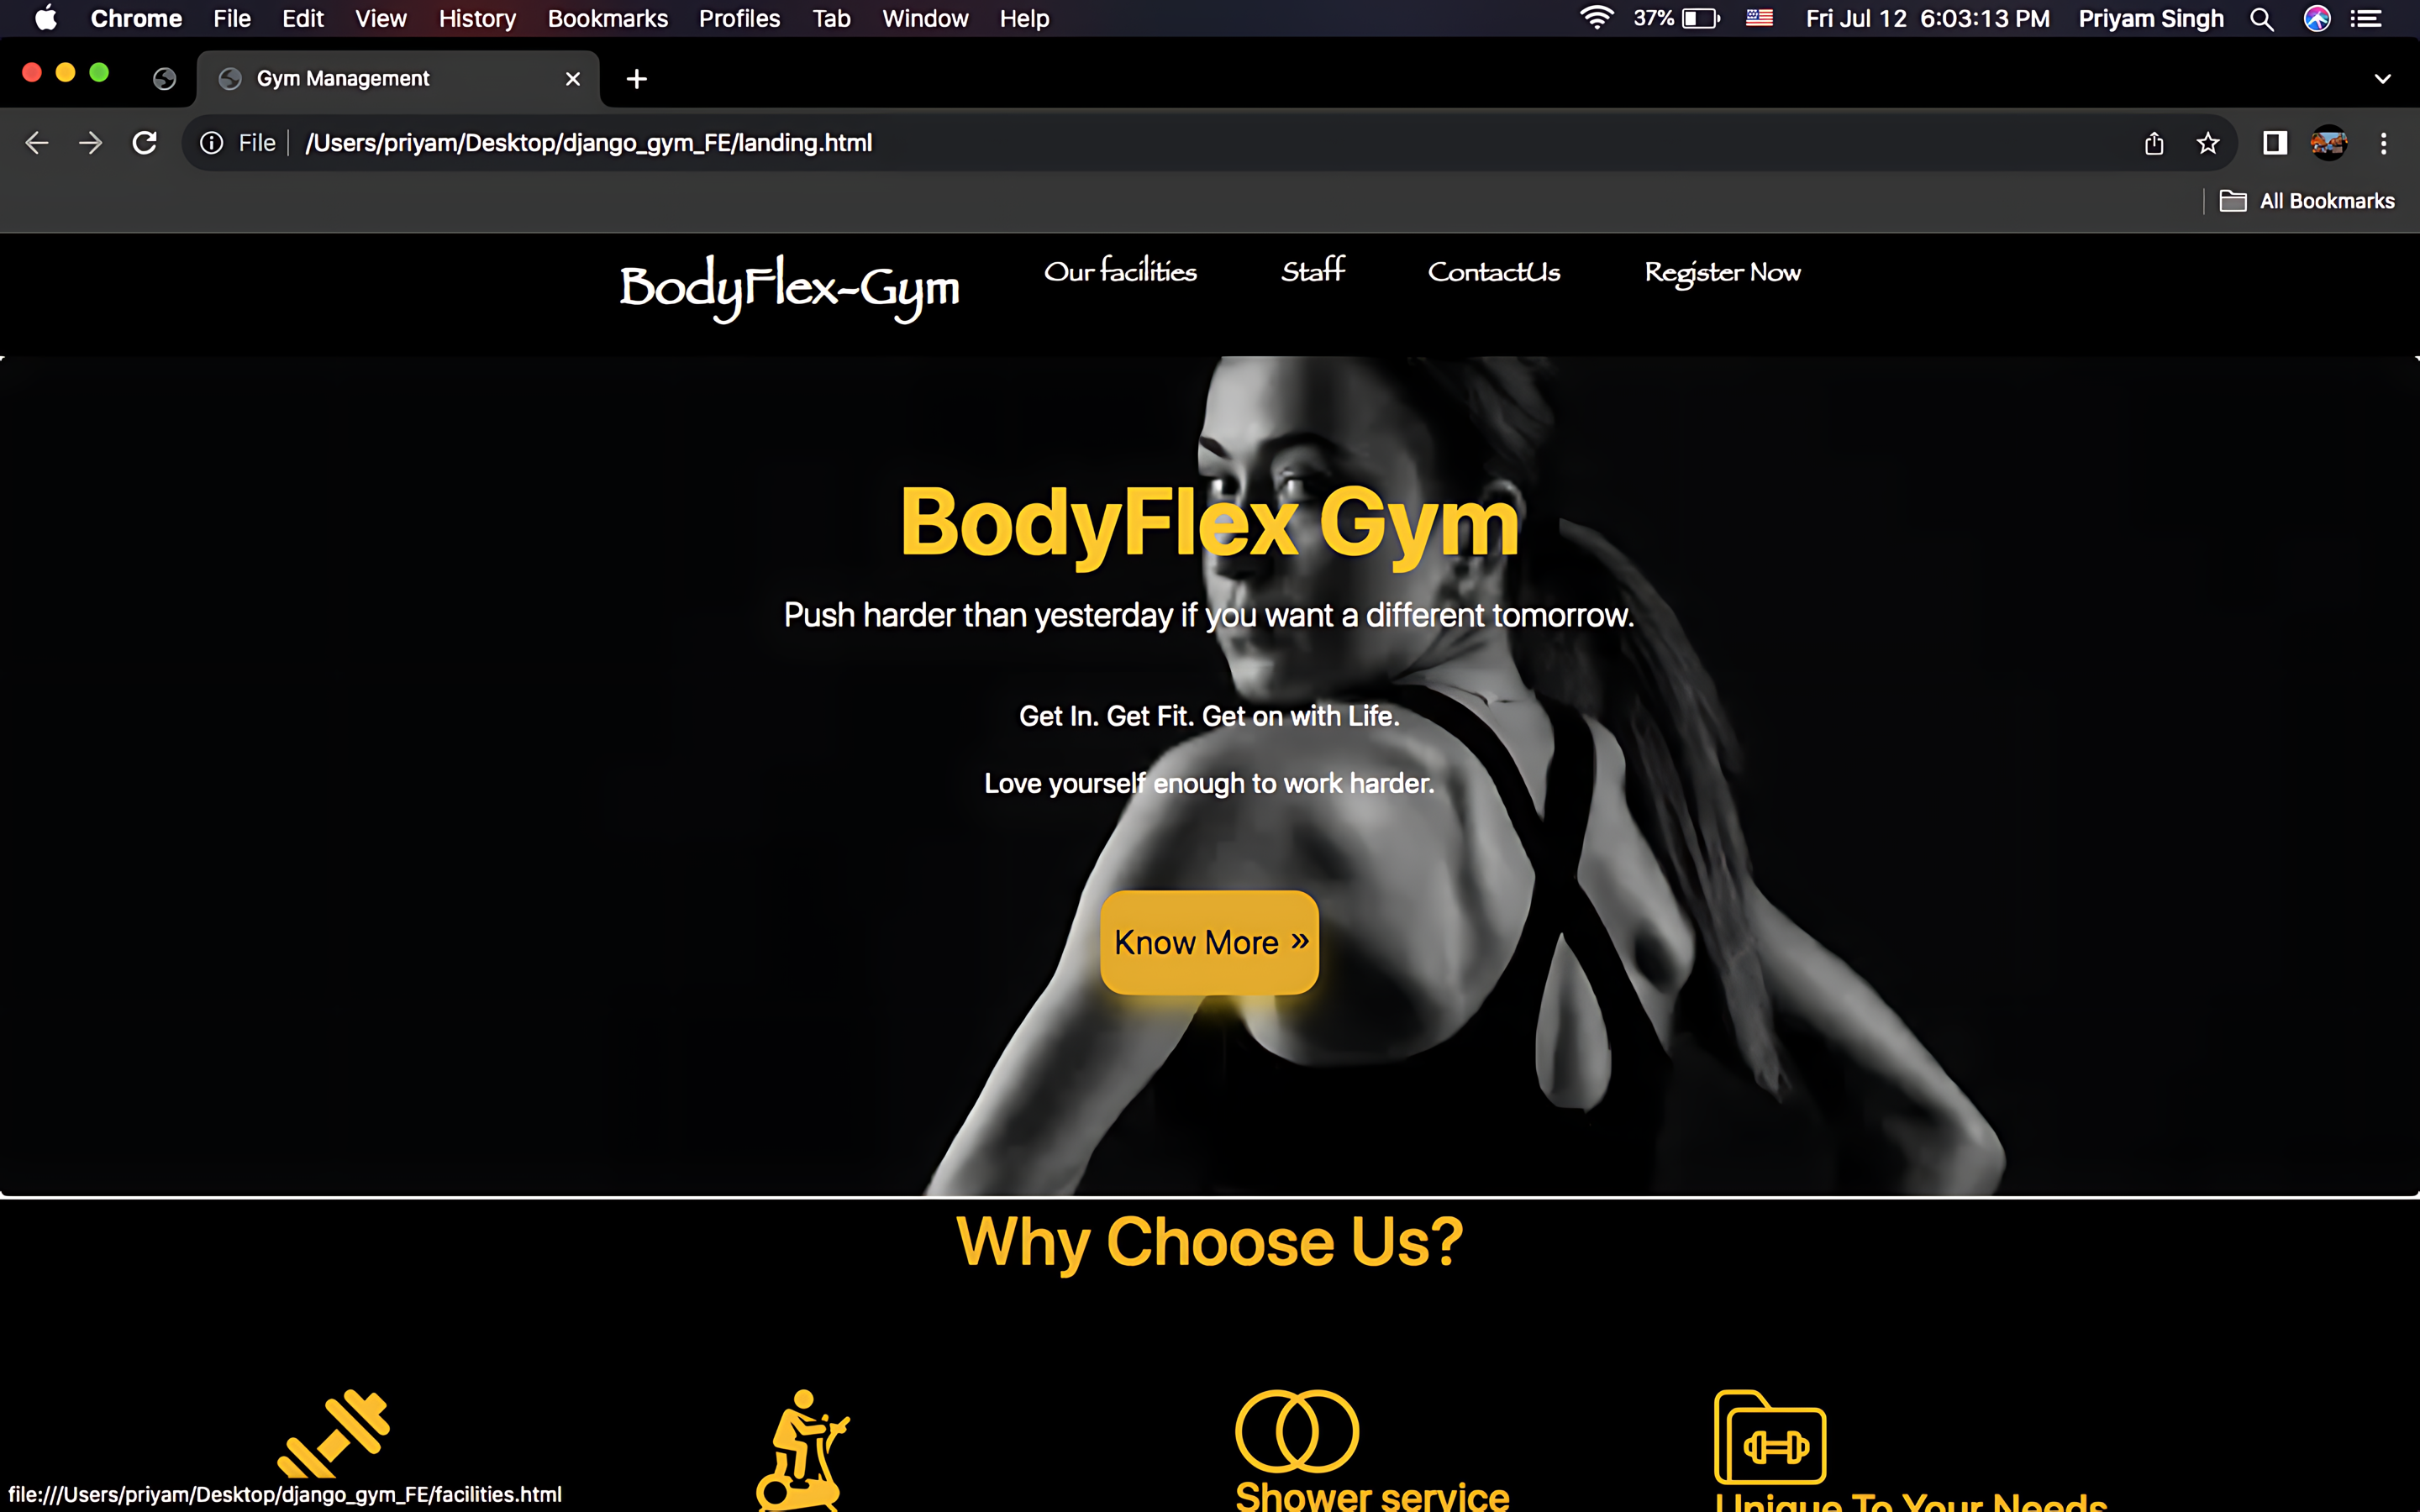 Chrome File Edit View History Bookmarks Profiles Tab Window Help 37% Fri Jul 12 6:03:13 PM Priyam Singh
Gym Management
File /Users/priyam/Desktop/django_gym_FE/landing.html
All Bookmarks
BodyFlex-Gym Our facilities Staff ContactUs Register Now
BodyFlex Gym
Push harder than yesterday if you want a different tomorrow.
Get In. Get Fit. Get on with Life.
Love yourself enough to work harder.
Know More »
Why Choose Us?
Shower service
Unique To Your Needs
file:///Users/priyam/Desktop/django_gym_FE/facilities.html